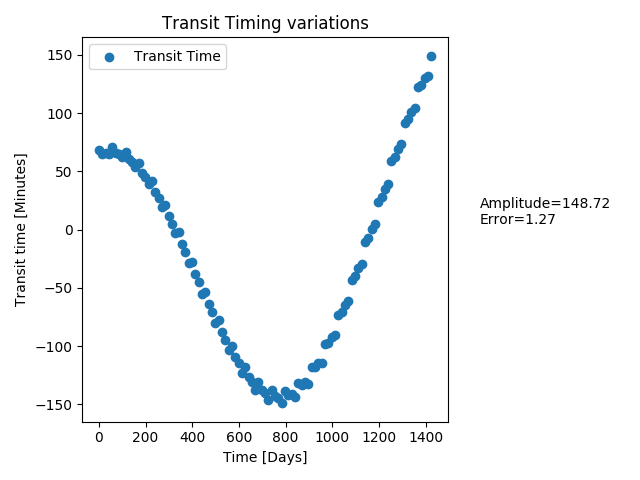 Transit Timing variations
Transit Time
Transit time [Minutes]
150
100
50
0
−50
−100
−150
0
200
400
600
800
1000
1200
1400
Time [Days]
Amplitude=148.72
Error=1.27